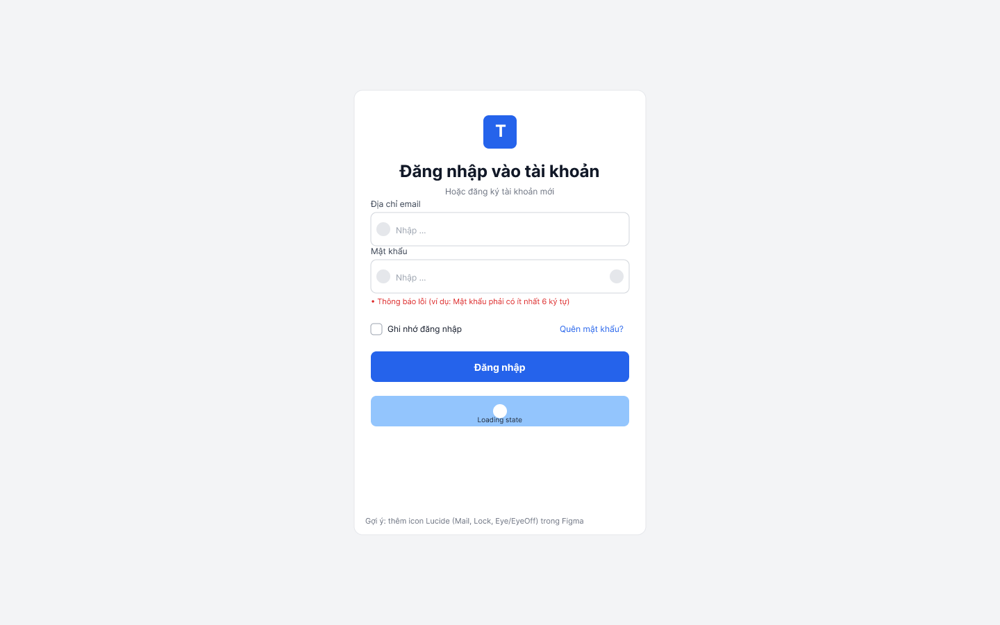 T
Đăng nhập vào tài khoản
Hoặc đăng ký tài khoản mới
Địa chỉ email
Nhập ...
Mật khẩu
Nhập ...
• Thông báo lỗi (ví dụ: Mật khẩu phải có ít nhất 6 ký tự)
Ghi nhớ đăng nhập Quên mật khẩu?
Đăng nhập
Loading state
Gợi ý: thêm icon Lucide (Mail, Lock, Eye/EyeOff) trong Figma